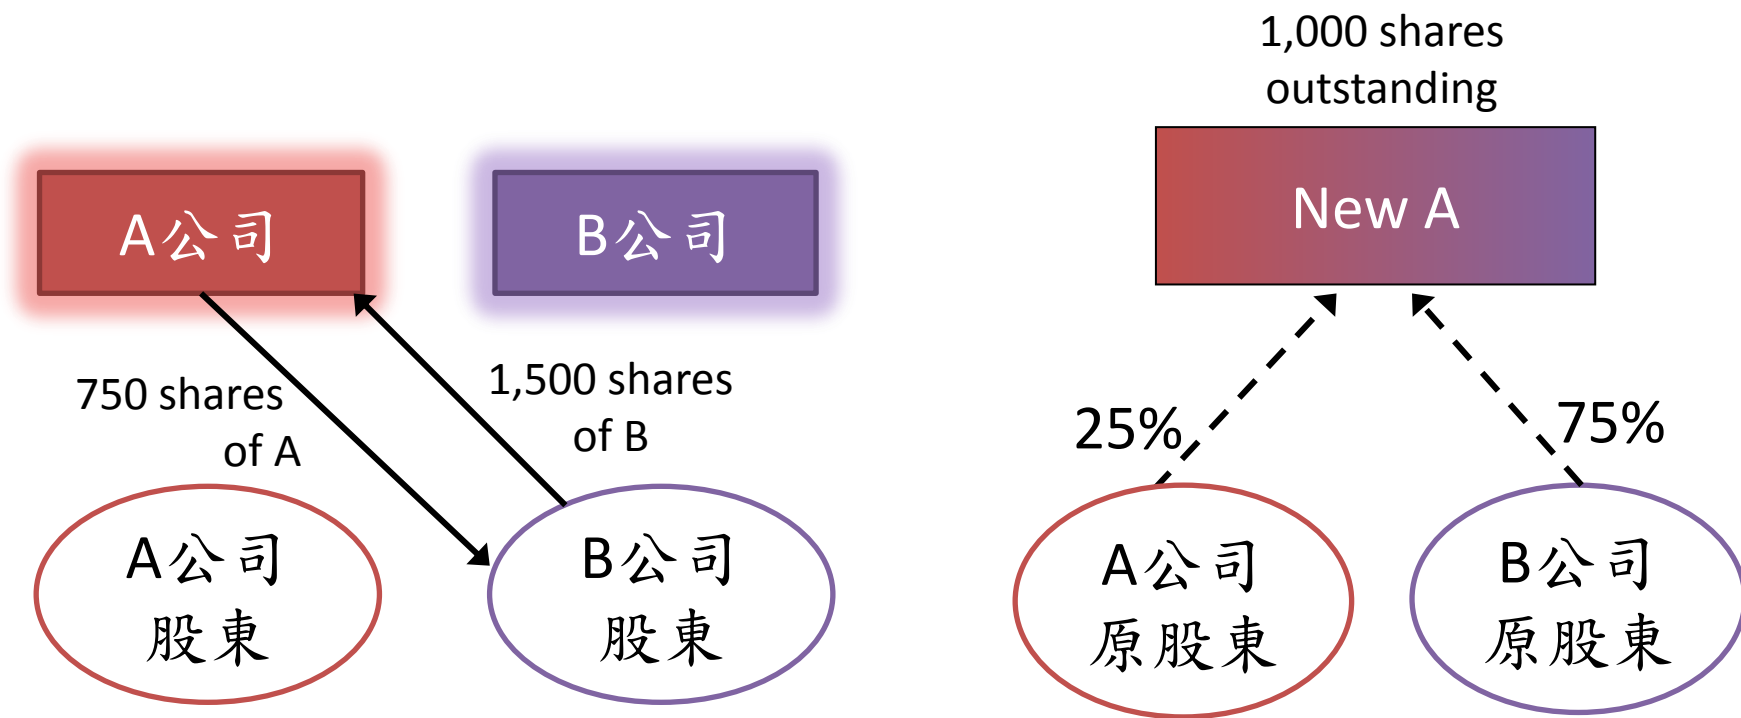 A公司
B公司
750 shares
of A
1,500 shares
of B
A公司
股東
B公司
股東
1,000 shares
outstanding
New A
25%
75%
A公司
原股東
B公司
原股東